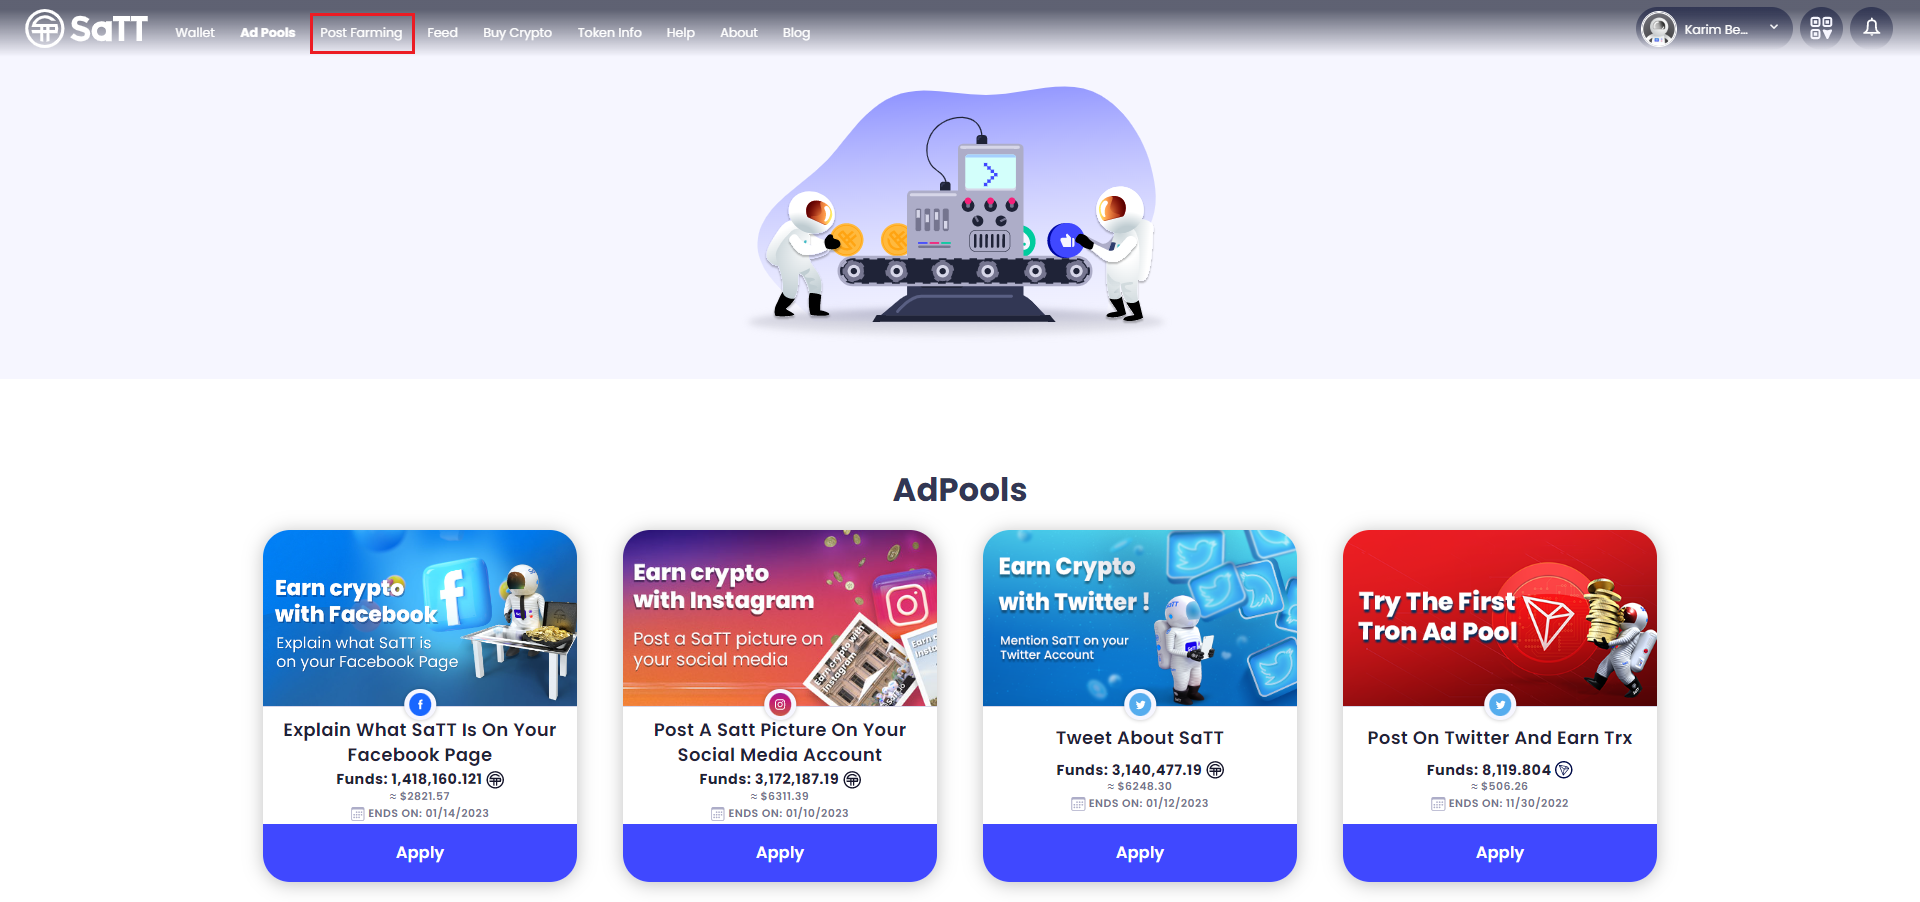 SaTT
Wallet
Ad Pools
Post Farming
Feed
Buy Crypto
Token Info
Help
About
Blog
Karim Be...
AdPools
Earn crypto
with Facebook
Explain what SaTT is
on your Facebook Page
Explain What SaTT Is On Your
Facebook Page
Funds: 1,418,160.121
≈ $2821.57
ENDS ON: 01/14/2023
Apply
Earn crypto
with Instagram
Post a SaTT picture on
your social media
Earn crypto with
Instagram
Post A Satt Picture On Your
Social Media Account
Funds: 3,172,187.19
≈ $6311.39
ENDS ON: 01/10/2023
Apply
Earn Crypto
with Twitter !
Mention SaTT on your
Twitter Account
Tweet About SaTT
Funds: 3,140,477.19
≈ $6248.30
ENDS ON: 01/12/2023
Apply
Try The First
Tron Ad Pool
Post On Twitter And Earn Trx
Funds: 8,119.804
≈ $506.26
ENDS ON: 11/30/2022
Apply